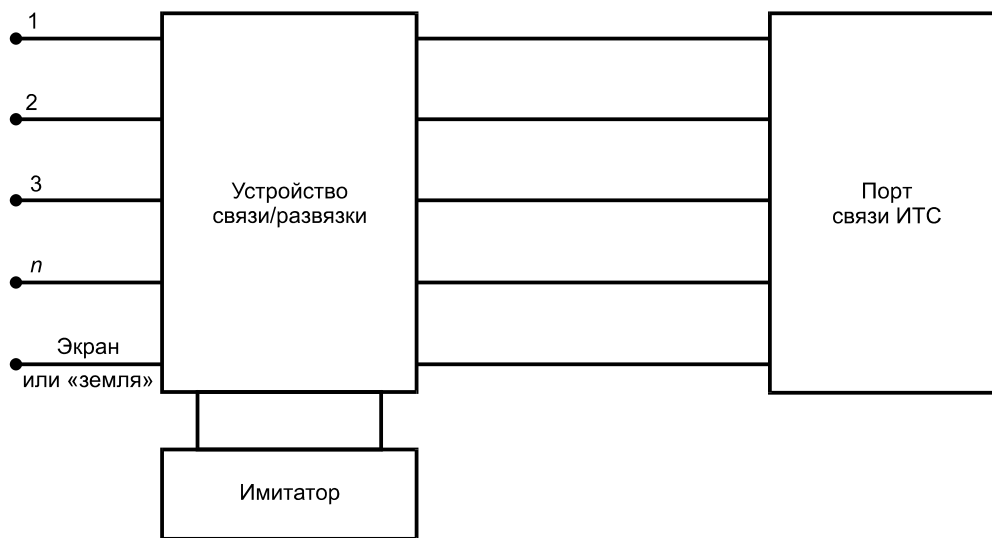 1
2
3
n
Экран
или «земля»
Устройство
связи/развязки
Порт
связи ИТС
Имитатор